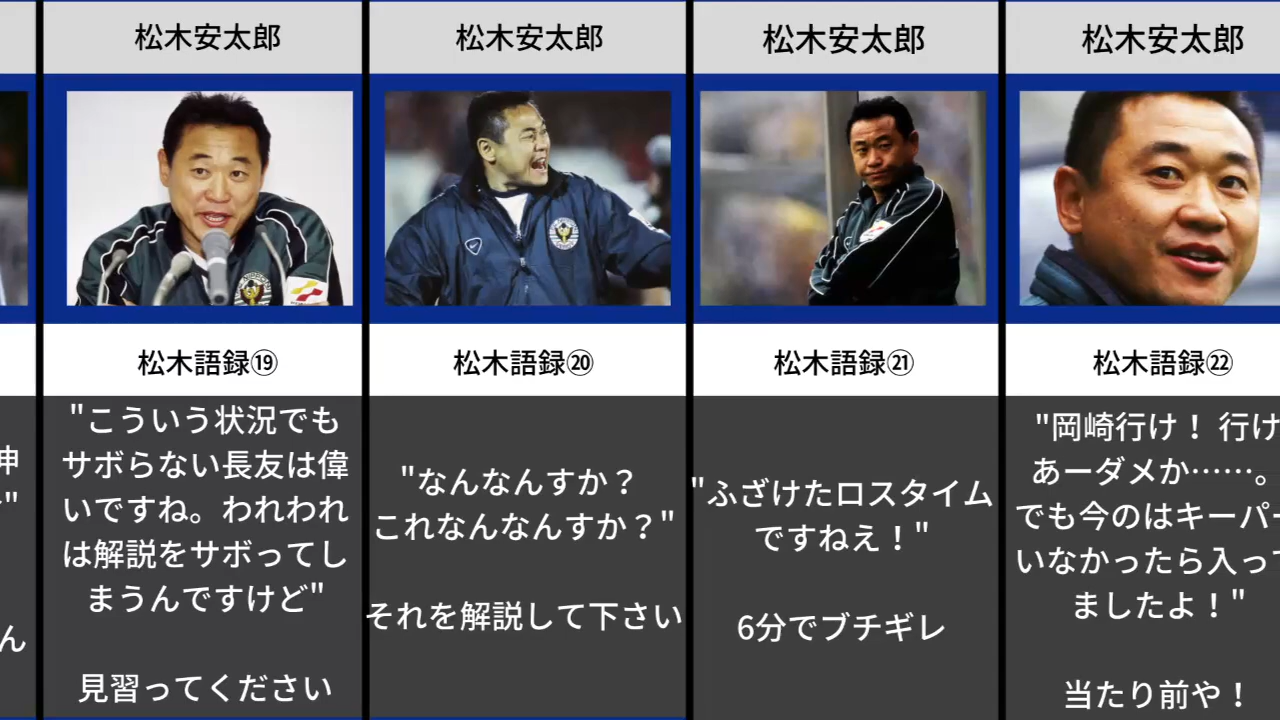 松木安太郎
松木語録⑲
"こういう状況でも
サボらない長友は偉
いですね。われわれ
は解説をサボってし
まうんですけど"
見習ってください
松木安太郎
松木語録⑳
"なんなんすか？
これなんなんすか？"
それを解説して下さい
松木安太郎
松木語録㉑
"ふざけたロスタイム
ですねえ！"
6分でブチギレ
松木安太郎
松木語録㉒
"岡崎行け！ 行け
あーダメか……。
でも今のはキーパー
いなかったら入って
ましたよ！"
当たり前や！
ん